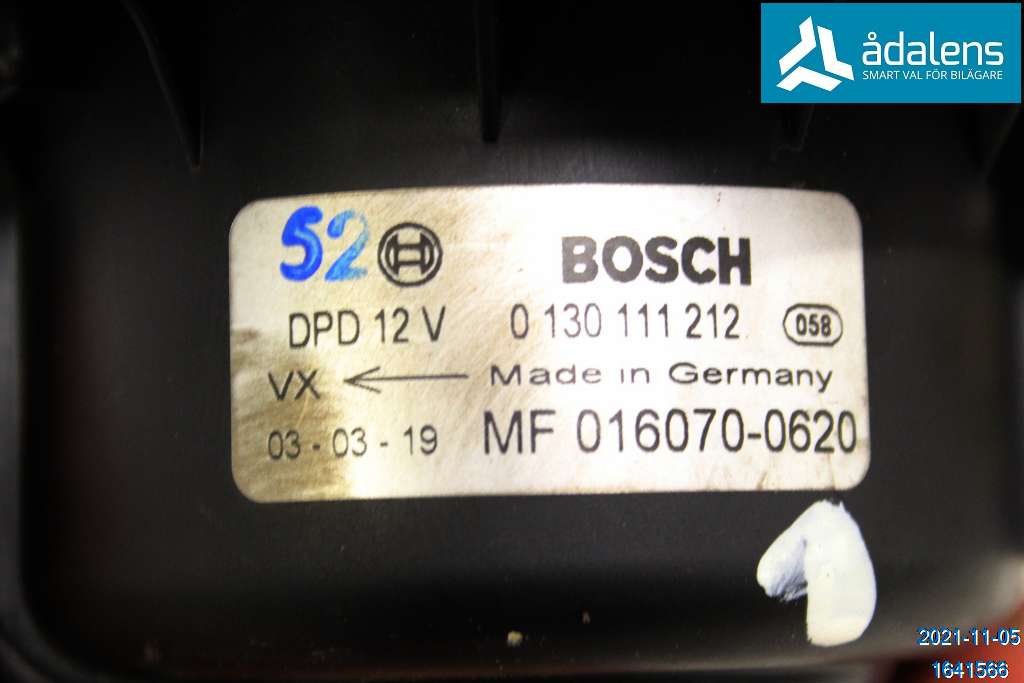 ådalens
SMART VAL FÖR BILÄGARE
52 BOSCH
DPD 12 V 0 130 111 212 058
VX Made in Germany
03-03-19 MF 016070-0620
1
2021-11-05
1641566